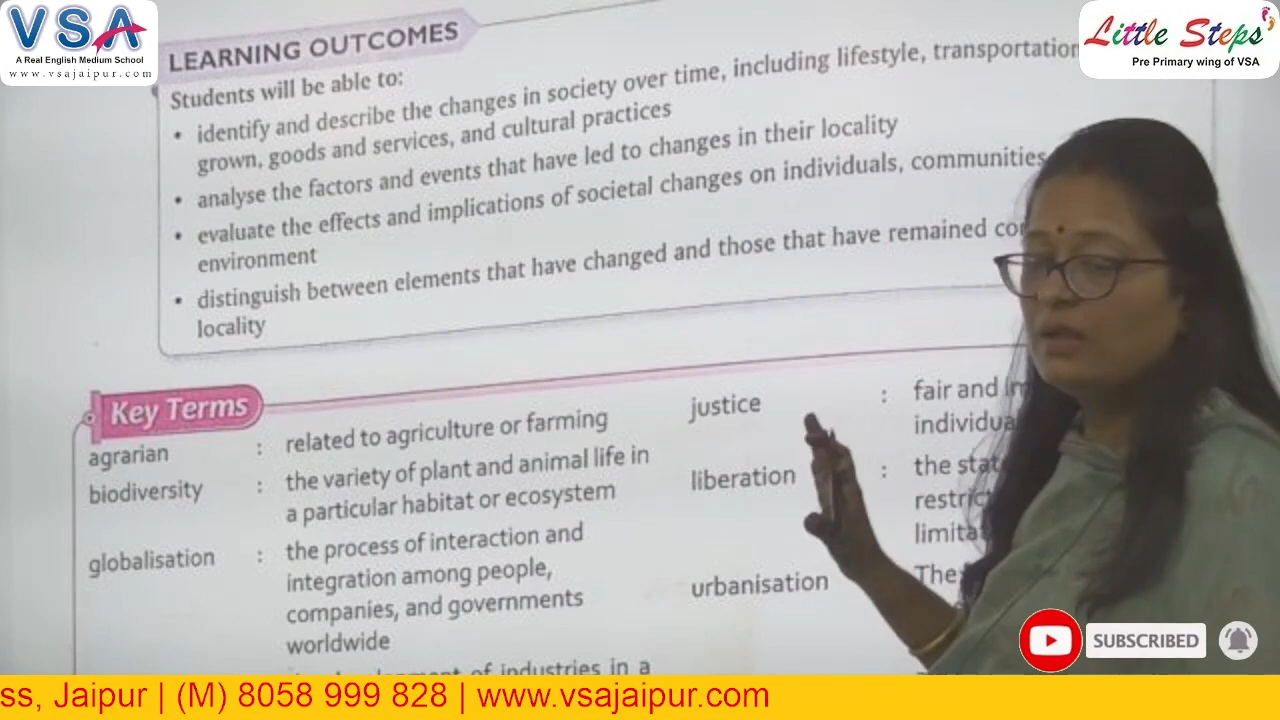 VSA
A Real English Medium School
www.vsajaipur.com
Little Steps
Pre Primary wing of VSA
LEARNING OUTCOMES
Students will be able to:
• identify and describe the changes in society over time, including lifestyle, transportation
grown, goods and services, and cultural practices
• analyse the factors and events that have led to changes in their locality
• evaluate the effects and implications of societal changes on individuals, communities
environment
• distinguish between elements that have changed and those that have remained
locality
Key Terms
agrarian : related to agriculture or farming
biodiversity : the variety of plant and animal life in
a particular habitat or ecosystem
globalisation : the process of interaction and
integration among people,
companies, and governments
worldwide
of industries in a
justice : fair and
liberation : the
urbanisation
The
SUBSCRIBED
ss, Jaipur | (M) 8058 999 828 | www.vsajaipur.com